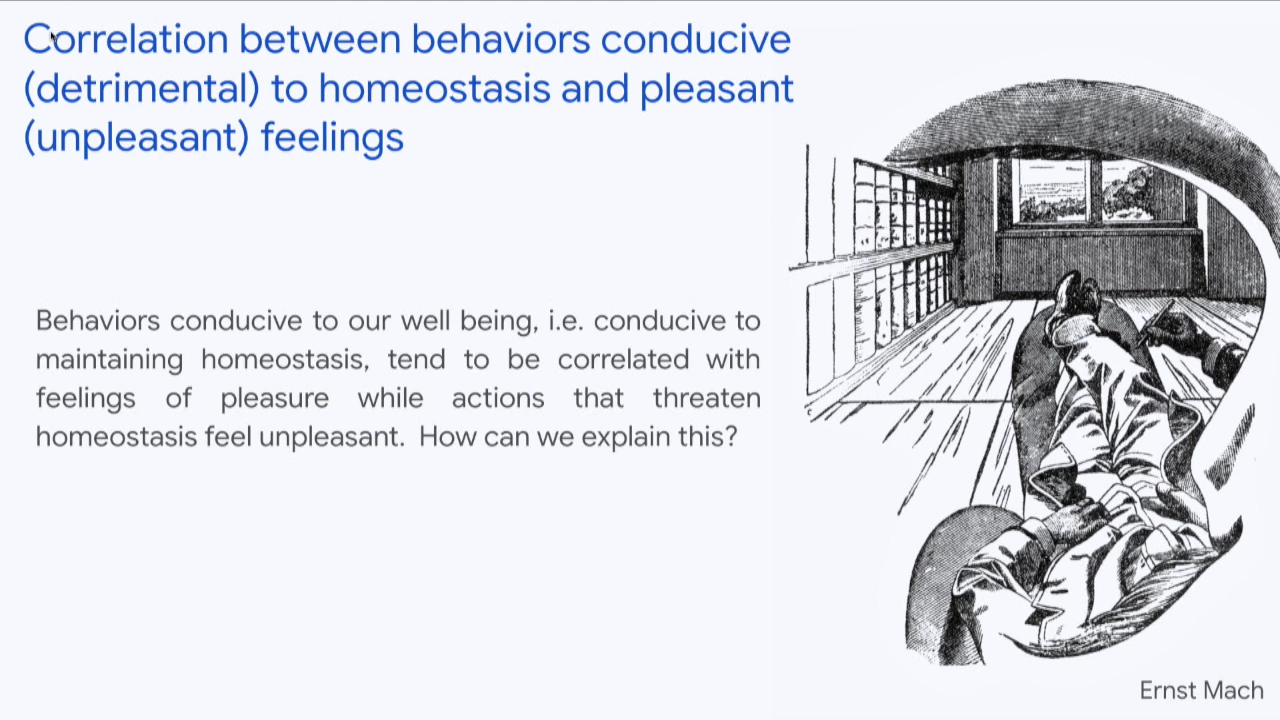 Correlation between behaviors conducive
(detrimental) to homeostasis and pleasant
(unpleasant) feelings
Behaviors conducive to our well being, i.e. conducive to
maintaining homeostasis, tend to be correlated with
feelings of pleasure while actions that threaten
homeostasis feel unpleasant. How can we explain this?
Ernst Mach